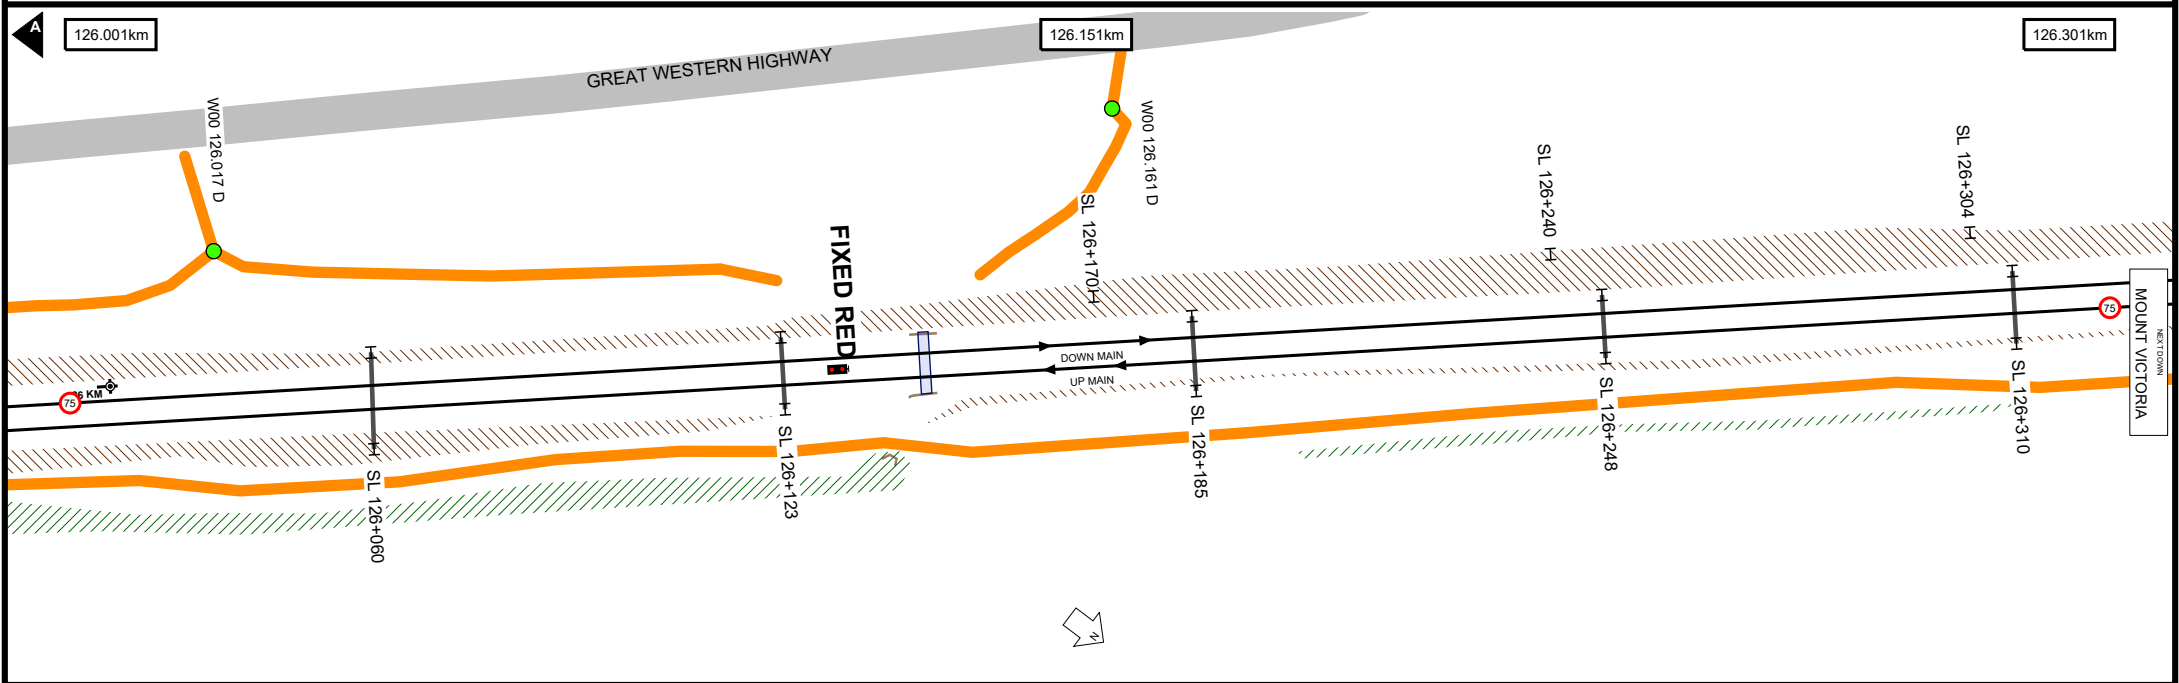 A
126.001km
126.151km
126.301km
GREAT WESTERN HIGHWAY
W00 126.017 D
W00 126.161 D
SL 126+170
SL 126+240
SL 126+304
FIXED RED
DOWN MAIN
UP MAIN
KM
75
75
MOUNT VICTORIA
NEXT DOWN
SL 126+060
SL 126+123
SL 126+185
SL 126+248
SL 126+310
N